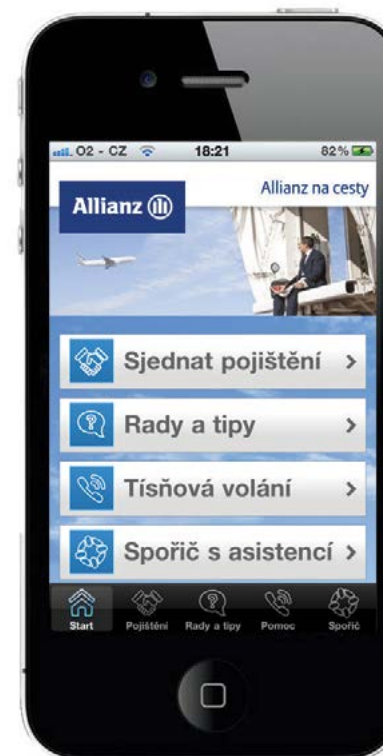 O2 - CZ 18:21 82%
Allianz
Allianz na cesty
Sjednat pojištění
Rady a tipy
Tísňová volání
Spořič s asistencí
Start Pojištění Rady a tipy Pomoc Spořič